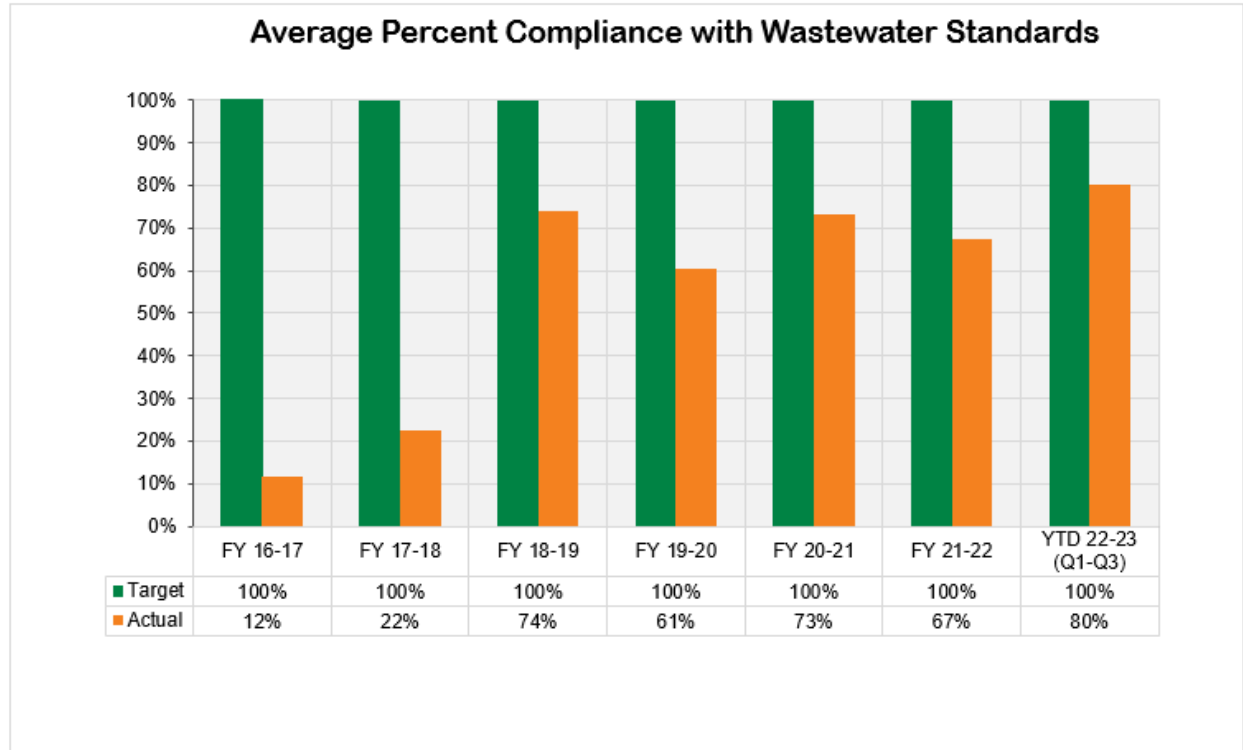 Average Percent Compliance with Wastewater Standards
100%
90%
80%
70%
60%
50%
40%
30%
20%
10%
0%
FY 16-17 FY 17-18 FY 18-19 FY 19-20 FY 20-21 FY 21-22 YTD 22-23
(Q1-Q3)
Target 100% 100% 100% 100% 100% 100% 100%
Actual 12% 22% 74% 61% 73% 67% 80%